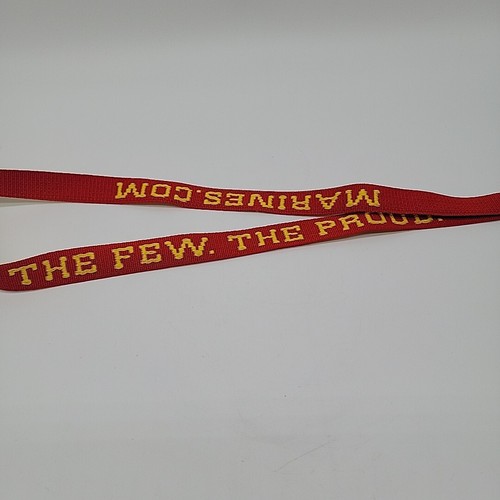 MARINES.COM
THE FEW. THE PROUD.